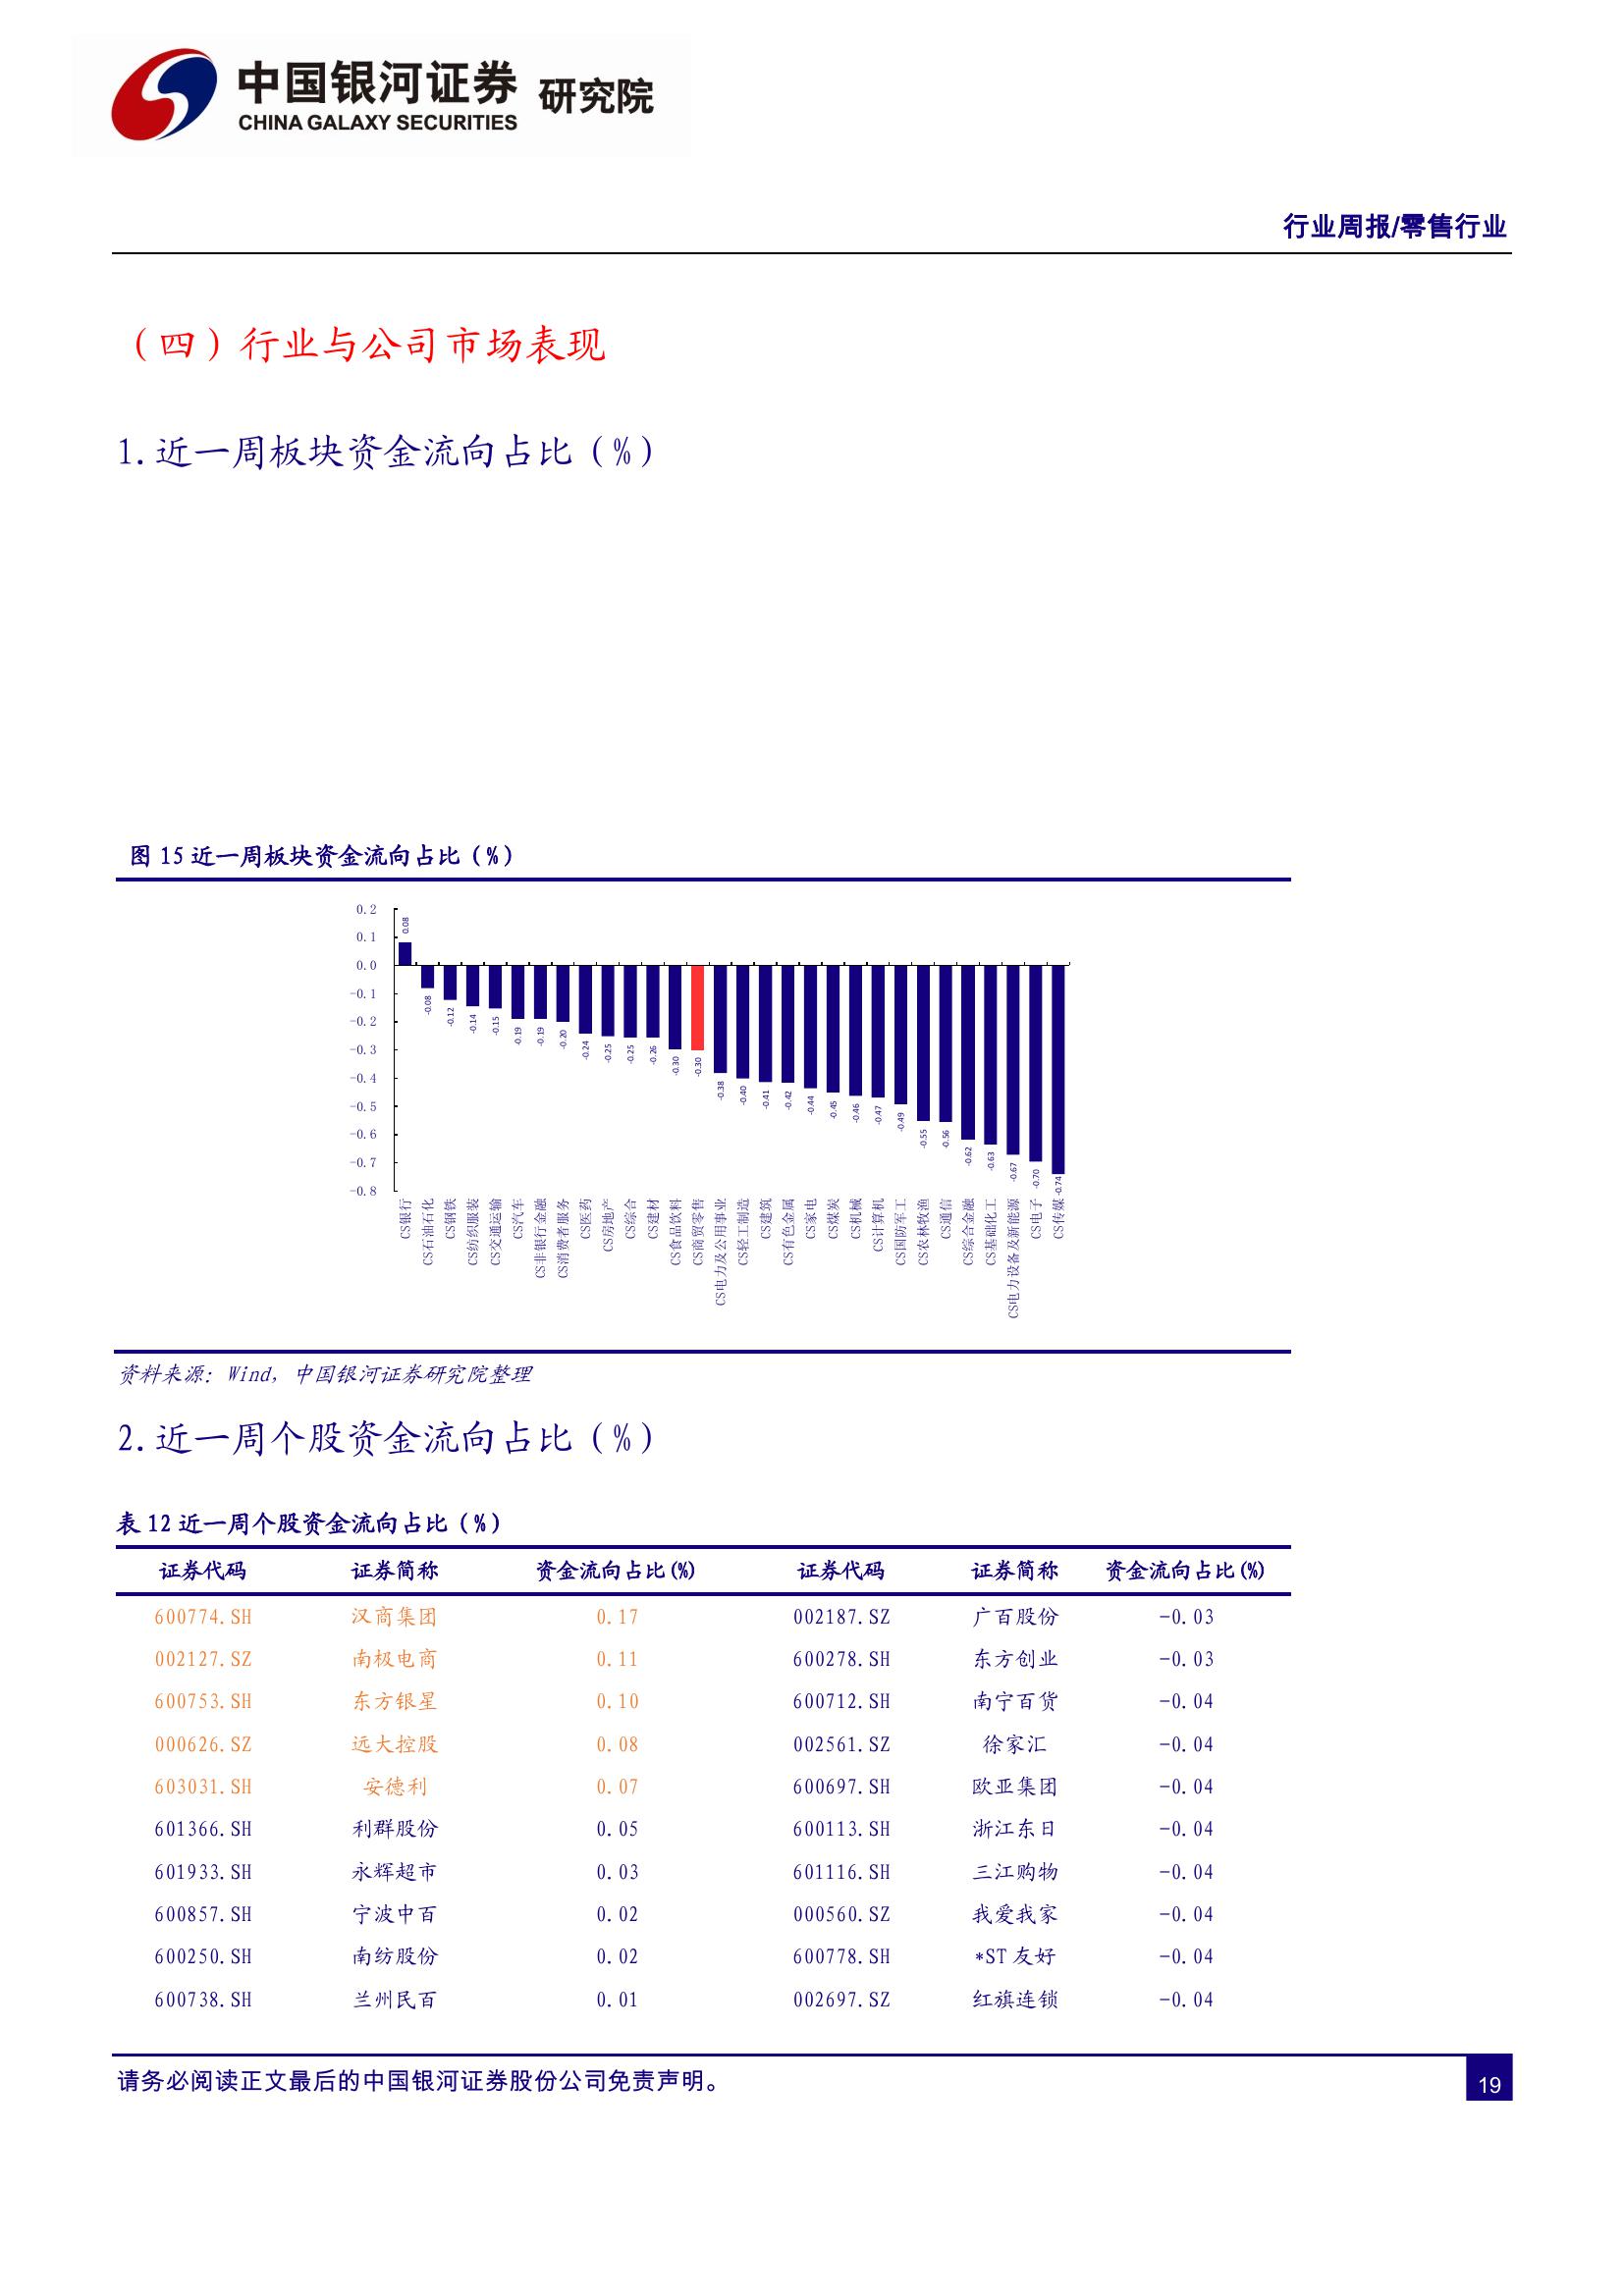 中国银河证券 研究院
CHINA GALAXY SECURITIES
行业周报/零售行业
（四）行业与公司市场表现
1.近一周板块资金流向占比（%）
图 15 近一周板块资金流向占比（%）
0.2
0.1
0.0
-0.1
-0.2
-0.3
-0.4
-0.5
-0.6
-0.7
-0.8
0.08
-0.08
-0.12
-0.14
-0.15
-0.19
-0.19
-0.20
-0.24
-0.25
-0.25
-0.26
-0.30
-0.30
-0.38
-0.40
-0.41
-0.42
-0.44
-0.45
-0.46
-0.47
-0.49
-0.55
-0.56
-0.62
-0.63
-0.67
-0.70
-0.74
CS银行
CS石油石化
CS钢铁
CS纺织服装
CS交通运输
CS汽车
CS非银行金融
CS消费者服务
CS医药
CS房地产
CS综合
CS建材
CS食品饮料
CS商贸零售
CS电力及公用事业
CS轻工制造
CS建筑
CS有色金属
CS家电
CS煤炭
CS机械
CS计算机
CS国防军工
CS农林牧渔
CS通信
CS综合金融
CS基础化工
CS电力设备及新能源
CS电子
CS传媒
资料来源：Wind，中国银河证券研究院整理
2.近一周个股资金流向占比（%）
表 12 近一周个股资金流向占比（%）
证券代码 证券简称 资金流向占比(%) 证券代码 证券简称 资金流向占比(%)
600774.SH 汉商集团 0.17 002187.SZ 广百股份 -0.03
002127.SZ 南极电商 0.11 600278.SH 东方创业 -0.03
600753.SH 东方银星 0.10 600712.SH 南宁百货 -0.04
000626.SZ 远大控股 0.08 002561.SZ 徐家汇 -0.04
603031.SH 安德利 0.07 600697.SH 欧亚集团 -0.04
601366.SH 利群股份 0.05 600113.SH 浙江东日 -0.04
601933.SH 永辉超市 0.03 601116.SH 三江购物 -0.04
600857.SH 宁波中百 0.02 000560.SZ 我爱我家 -0.04
600250.SH 南纺股份 0.02 600778.SH *ST友好 -0.04
600738.SH 兰州民百 0.01 002697.SZ 红旗连锁 -0.04
请务必阅读正文最后的中国银河证券股份公司免责声明。
19